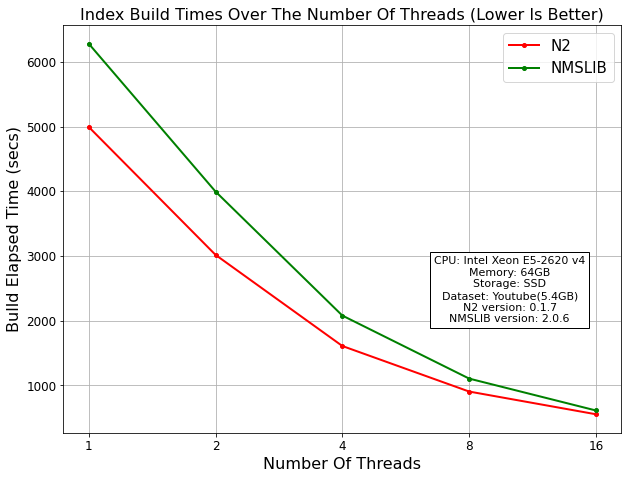 Index Build Times Over The Number Of Threads (Lower Is Better)
N2
NMSLIB
6000
5000
4000
3000
2000
1000
Build Elapsed Time (secs)
CPU: Intel Xeon E5-2620 v4
Memory: 64GB
Storage: SSD
Dataset: Youtube(5.4GB)
N2 version: 0.1.7
NMSLIB version: 2.0.6
1
2
4
8
16
Number Of Threads